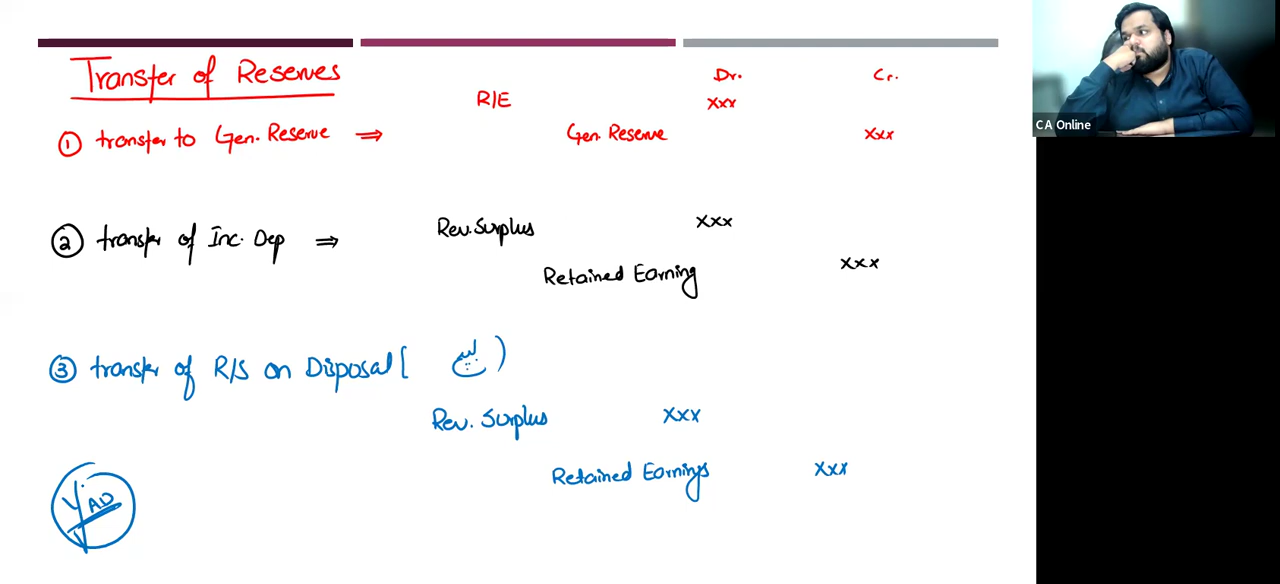 Transfer of Reserves
Dr. Cr.
R/E xxx
① transfer to Gen. Reserve ⇒ Gen. Reserve xxx
② transfer of Inc. Dep ⇒ Rev. Surplus xxx
Retained Earning xxx
③ transfer of R/S on Disposal ( )
Rev. Surplus xxx
Retained Earnings xxx
YAD
CA Online